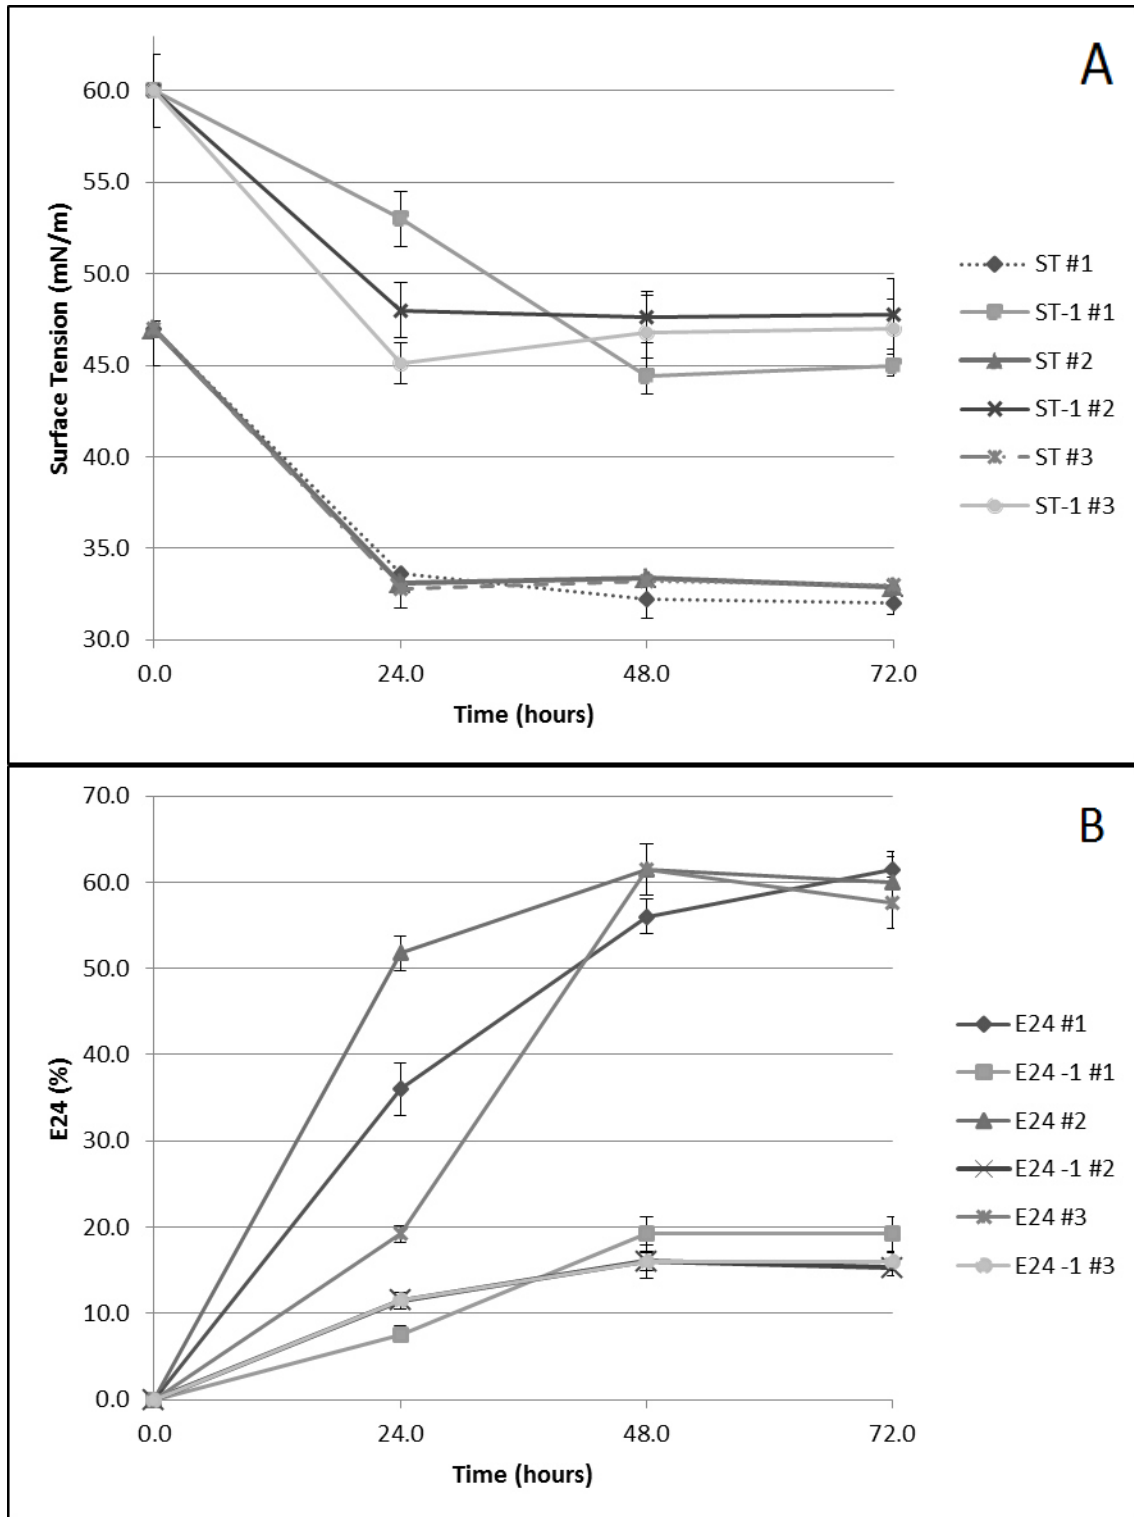 A
60.0
55.0
50.0
45.0
40.0
35.0
30.0
Surface Tension (mN/m)
0.0 24.0 48.0 72.0
Time (hours)
ST #1
ST-1 #1
ST #2
ST-1 #2
ST #3
ST-1 #3
B
70.0
60.0
50.0
40.0
30.0
20.0
10.0
0.0
E24 (%)
0.0 24.0 48.0 72.0
Time (hours)
E24 #1
E24 -1 #1
E24 #2
E24 -1 #2
E24 #3
E24 -1 #3